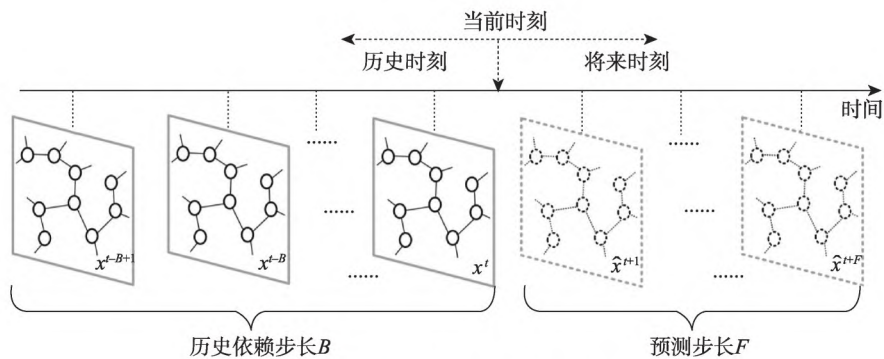 当前时刻
历史时刻
将来时刻
时间
……
……
……
……
……
……
x^{t-B+1}
x^{t-B}
x^t
x̂^{t+1}
x̂^{t+F}
历史依赖步长B
预测步长F